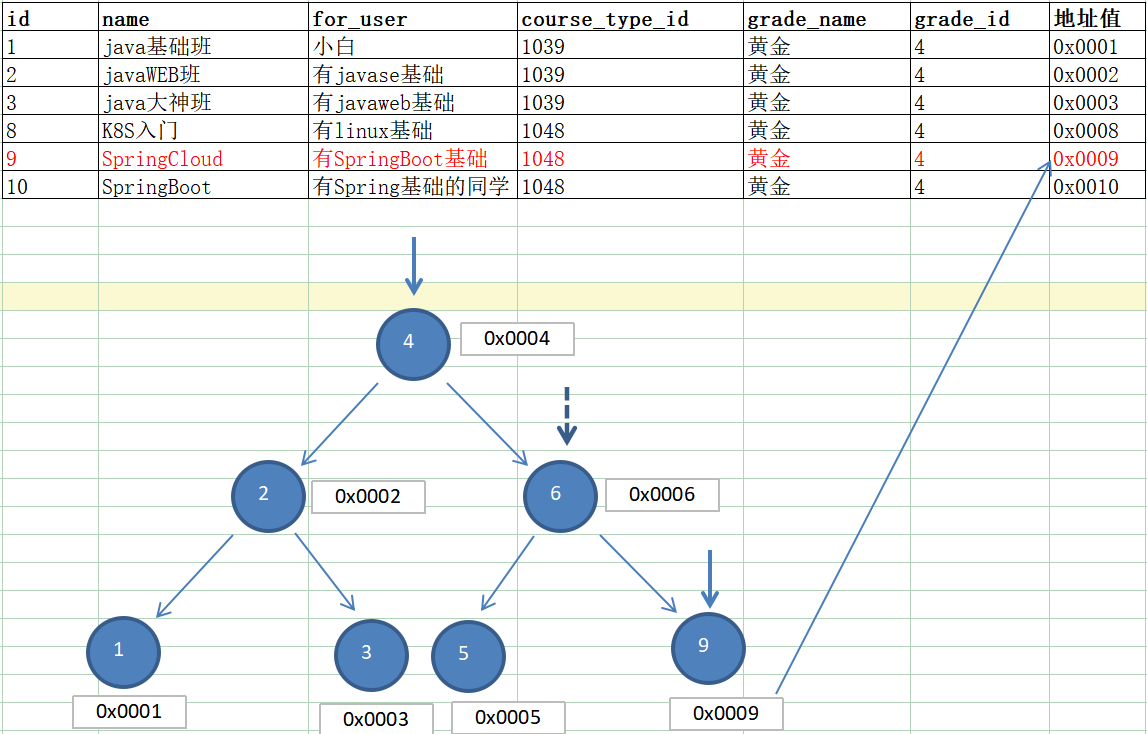 id name for_user course_type_id grade_name grade_id 地址值
1 java基础班 小白 1039 黄金 4 0x0001
2 javaWEB班 有javase基础 1039 黄金 4 0x0002
3 java大神班 有javaweb基础 1039 黄金 4 0x0003
8 K8S入门 有linux基础 1048 黄金 4 0x0008
9 SpringCloud 有SpringBoot基础 1048 黄金 4 0x0009
10 SpringBoot 有Spring基础的同学 1048 黄金 4 0x0010
4 0x0004
2 0x0002 6 0x0006
1 3 5 9
0x0001 0x0003 0x0005 0x0009